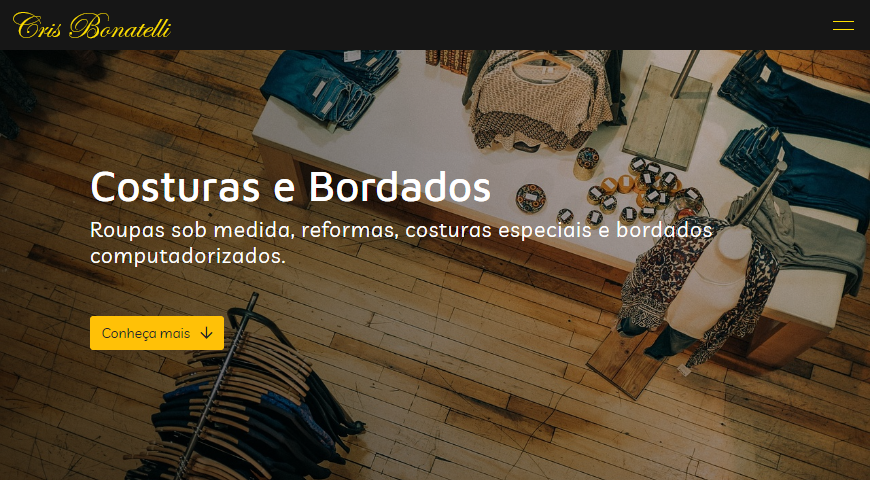 Cris Bonatelli
Costuras e Bordados
Roupas sob medida, reformas, costuras especiais e bordados
computadorizados.
Conheça mais